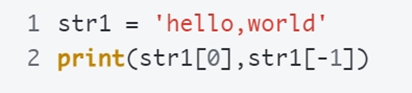 1 str1 = 'hello,world'
2 print(str1[0],str1[-1])